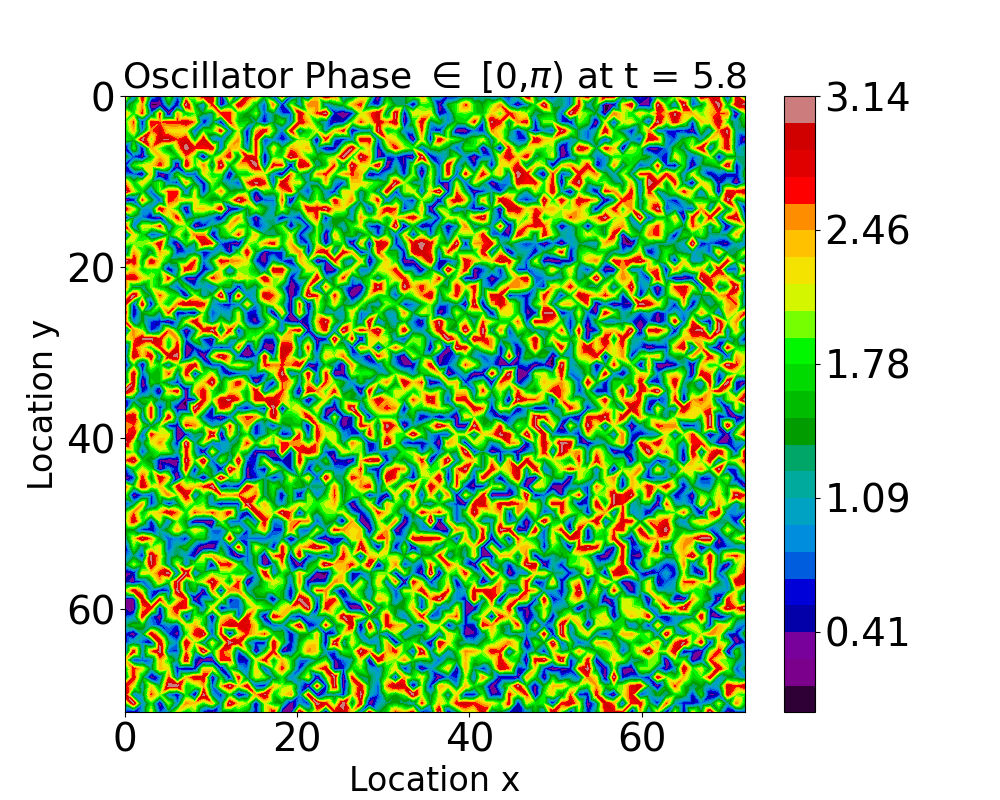 Oscillator Phase ∈ [0,π) at t = 5.8
0
20
40
60
Location y
0 20 40 60
Location x
3.14
2.46
1.78
1.09
0.41